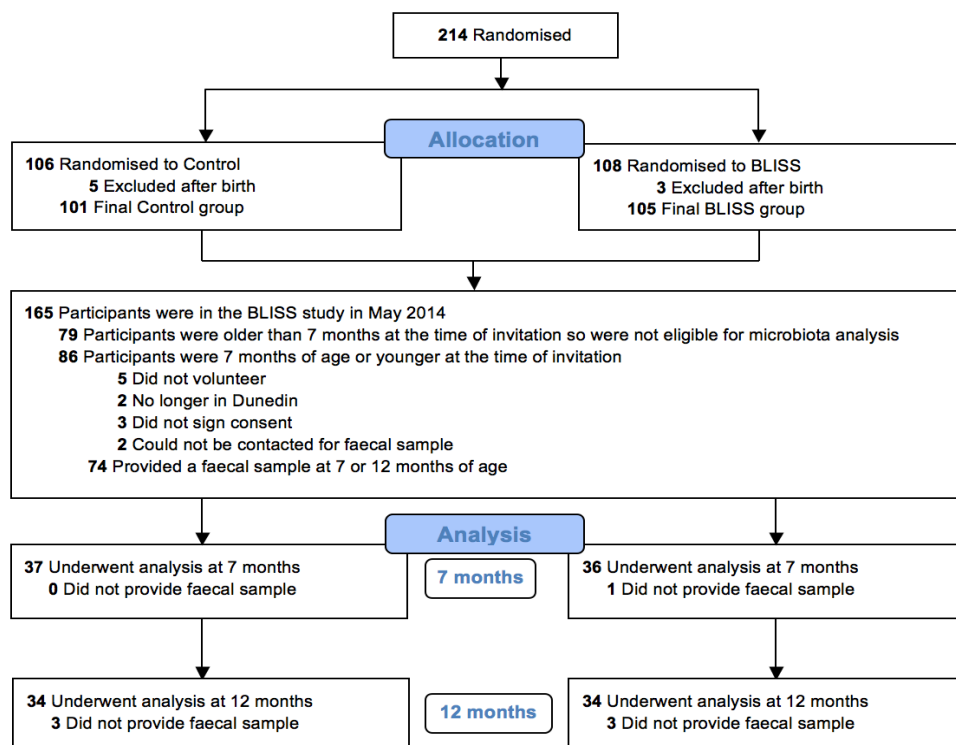 214 Randomised
Allocation
106 Randomised to Control
5 Excluded after birth
101 Final Control group
108 Randomised to BLISS
3 Excluded after birth
105 Final BLISS group
165 Participants were in the BLISS study in May 2014
79 Participants were older than 7 months at the time of invitation so were not eligible for microbiota analysis
86 Participants were 7 months of age or younger at the time of invitation
5 Did not volunteer
2 No longer in Dunedin
3 Did not sign consent
2 Could not be contacted for faecal sample
74 Provided a faecal sample at 7 or 12 months of age
Analysis
37 Underwent analysis at 7 months
0 Did not provide faecal sample
7 months
36 Underwent analysis at 7 months
1 Did not provide faecal sample
34 Underwent analysis at 12 months
3 Did not provide faecal sample
12 months
34 Underwent analysis at 12 months
3 Did not provide faecal sample